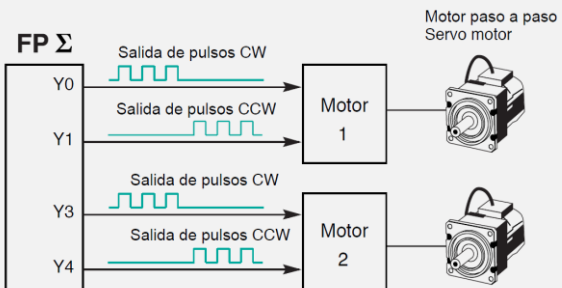 Motor paso a paso
Servo motor
FP Σ
Salida de pulsos CW
Y0
Motor
1
Salida de pulsos CCW
Y1
Salida de pulsos CW
Y3
Motor
2
Salida de pulsos CCW
Y4